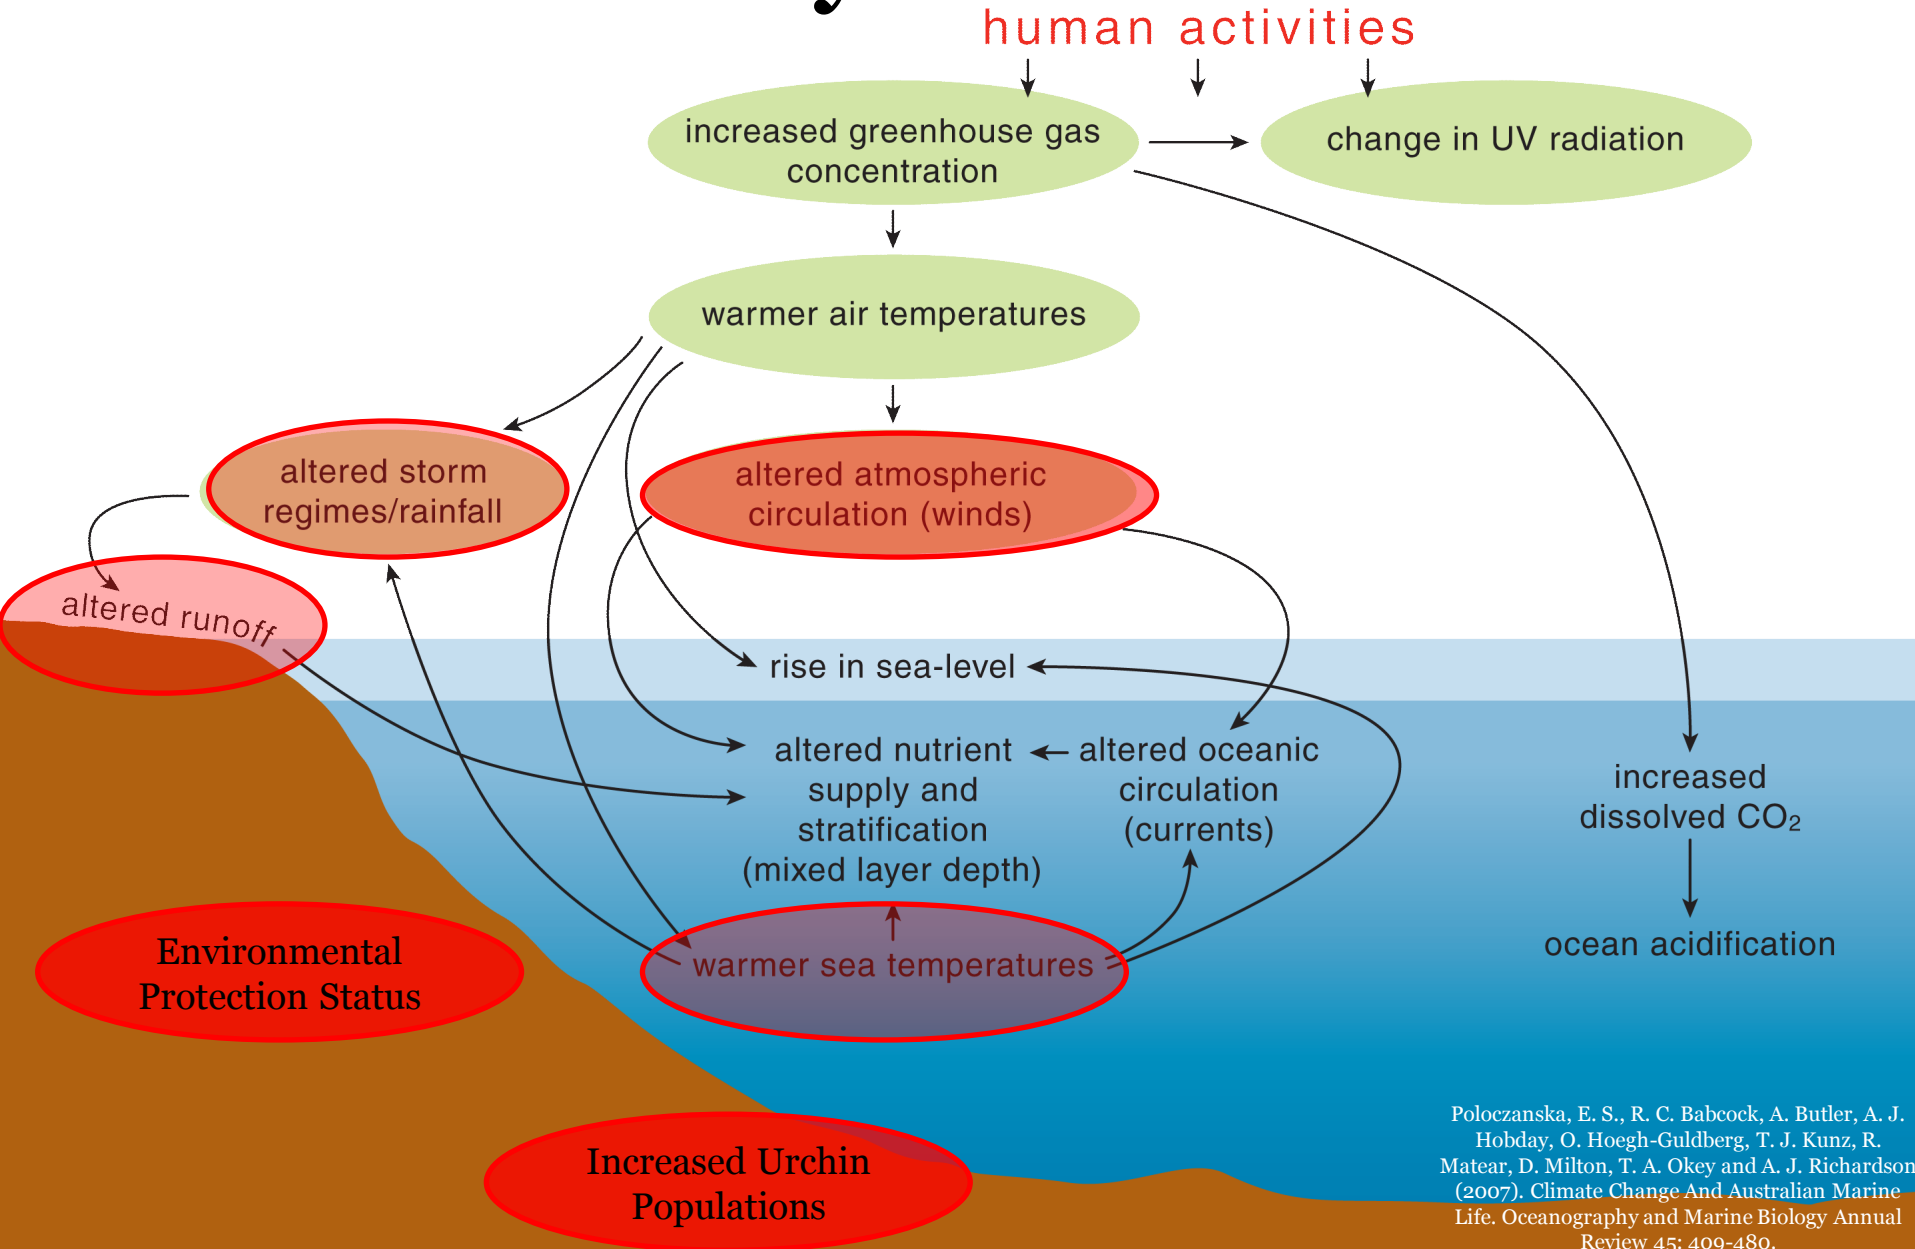 human activities
increased greenhouse gas
concentration
change in UV radiation
warmer air temperatures
altered storm
regimes/rainfall
altered atmospheric
circulation (winds)
altered runoff
rise in sea-level
altered nutrient
supply and
stratification
(mixed layer depth)
altered oceanic
circulation
(currents)
increased
dissolved CO₂
ocean acidification
warmer sea temperatures
Environmental
Protection Status
Increased Urchin
Populations
Poloczanska, E. S., R. C. Babcock, A. Butler, A. J.
Hobday, O. Hoegh-Guldberg, T. J. Kunz, R.
Matear, D. Milton, T. A. Okey and A. J. Richardson
(2007). Climate Change And Australian Marine
Life. Oceanography and Marine Biology Annual
Review 45: 409-480.